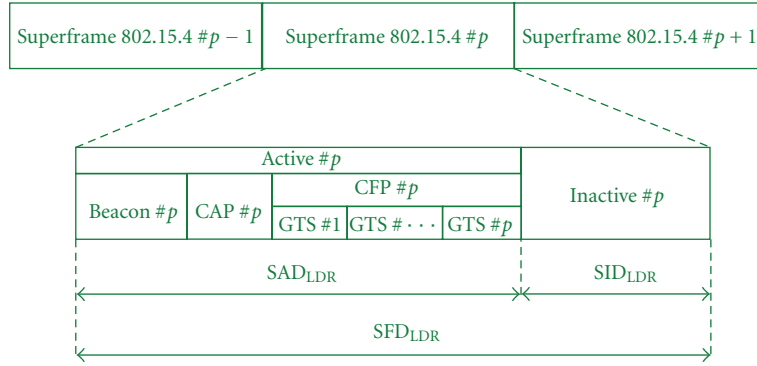 Superframe 802.15.4 #p − 1 Superframe 802.15.4 #p Superframe 802.15.4 #p + 1
Active #p
Beacon #p CAP #p CFP #p Inactive #p
GTS #1 GTS # · · · GTS #p
SAD_LDR SID_LDR
SFD_LDR